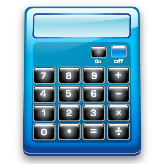 On Off
7 8 9 +
4 5 6 -
1 2 3 ×
0 • = ÷